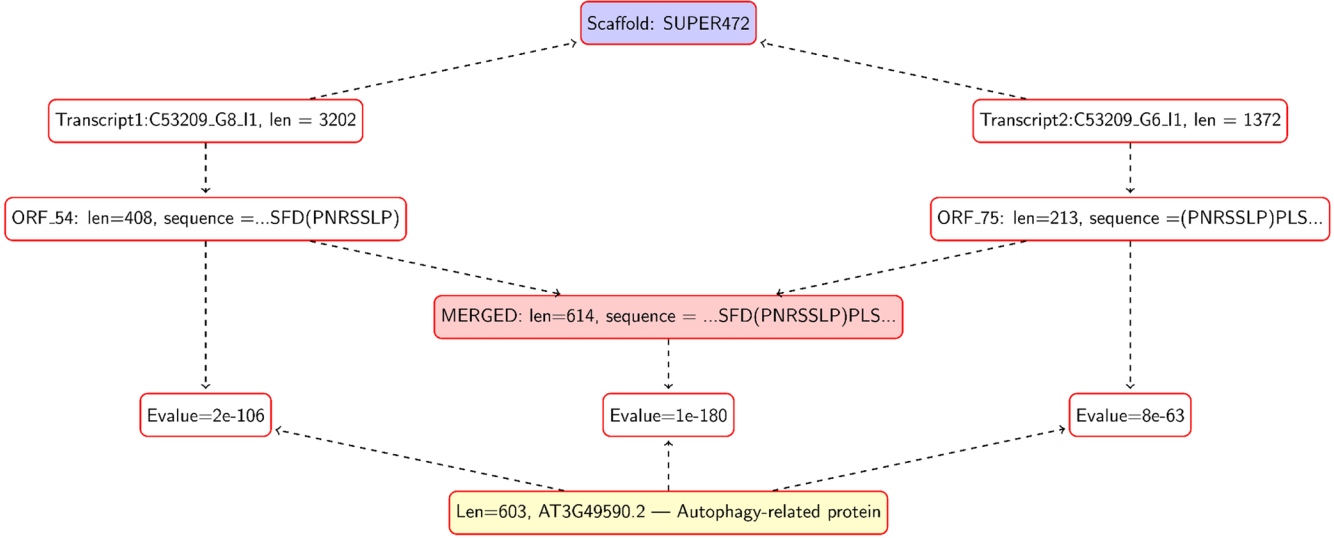 Scaffold: SUPER472
Transcript1:C53209_G8_I1, len = 3202
Transcript2:C53209_G6_I1, len = 1372
ORF_54: len=408, sequence =...SFD(PNRSSLP)
ORF_75: len=213, sequence =(PNRSSLP)PLS...
MERGED: len=614, sequence = ...SFD(PNRSSLP)PLS...
Evalue=2e-106
Evalue=1e-180
Evalue=8e-63
Len=603, AT3G49590.2 — Autophagy-related protein